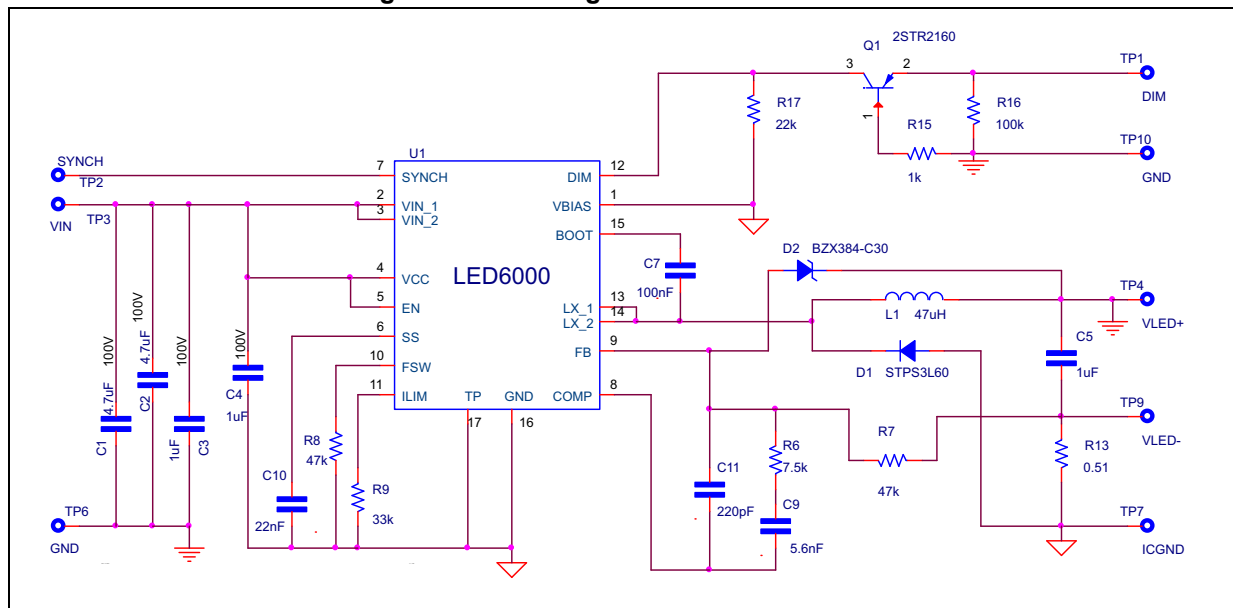 2STR2160
Q1
3
2
TP1
DIM
R17
22k
1
R16
100k
R15
1k
TP10
GND
SYNCH
TP2
VIN
TP3
U1
7
SYNCH
2
VIN_1
3
VIN_2
4
VCC
5
EN
6
SS
10
FSW
11
ILIM
LED6000
12
DIM
1
VBIAS
15
BOOT
13
LX_1
14
LX_2
9
FB
8
COMP
TP
17
GND
16
C7
100nF
D2
BZX384-C30
L1
47uH
D1
STPS3L60
TP4
VLED+
C5
1uF
TP9
VLED-
R13
0.51
TP7
ICGND
4.7uF
100V
C1
4.7uF
100V
C2
100V
1uF
C3
100V
C4
1uF
R8
47k
C10
22nF
R9
33k
C11
220pF
R6
7.5k
C9
5.6nF
R7
47k
TP6
GND